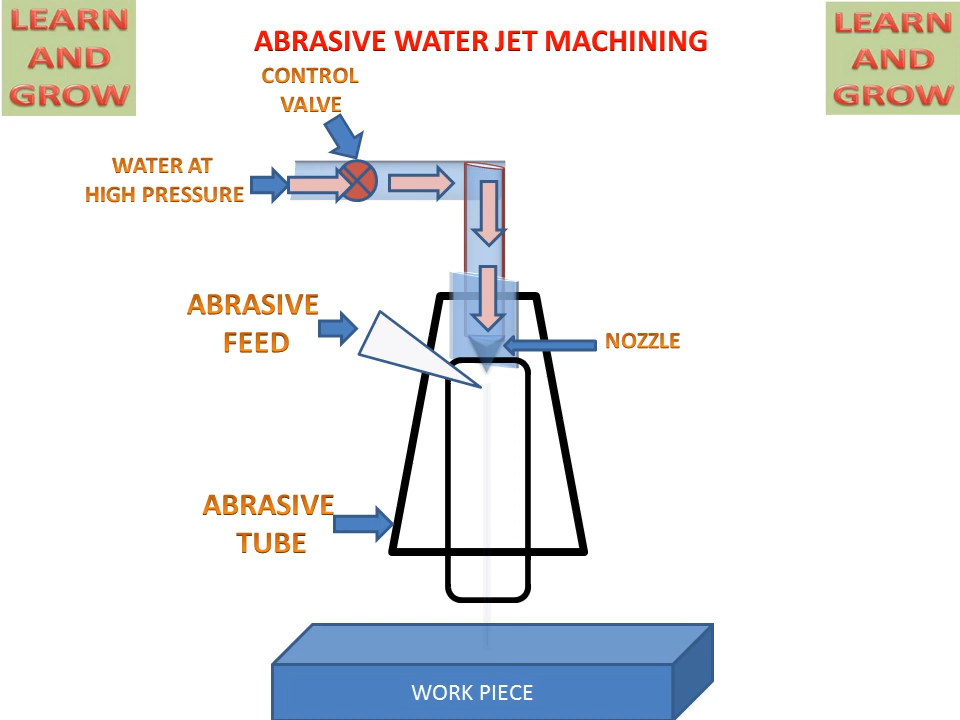 LEARN
AND
GROW
ABRASIVE WATER JET MACHINING
LEARN
AND
GROW
CONTROL
VALVE
WATER AT
HIGH PRESSURE
ABRASIVE
FEED
NOZZLE
ABRASIVE
TUBE
WORK PIECE